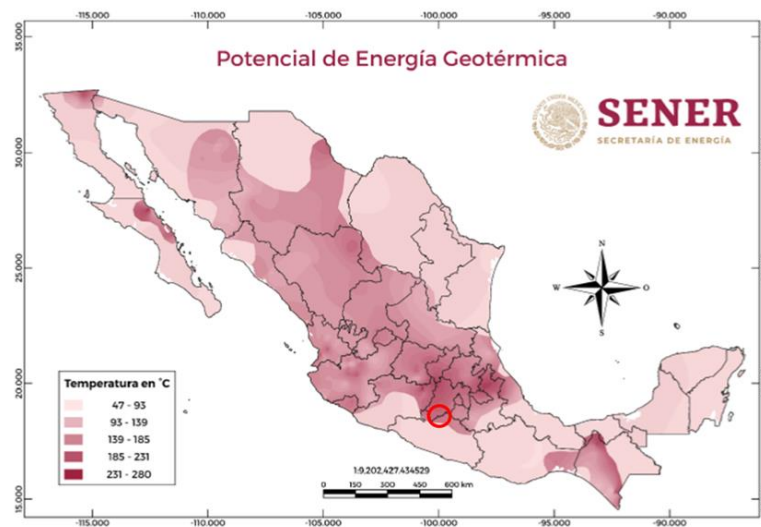 -115.000 -110.000 -105.000 -100.000 -95.000 -90.000
35.000
30.000
25.000
20.000
15.000
Potencial de Energía Geotérmica
SENER
SECRETARÍA DE ENERGÍA
N
W O
S
Temperatura en °C
47 - 93
93 - 139
139 - 185
185 - 231
231 - 280
1:9.202,427.434529
0 150 300 450 600 km
-115.000 -110.000 -105.000 -100.000 -95.000 -90.000